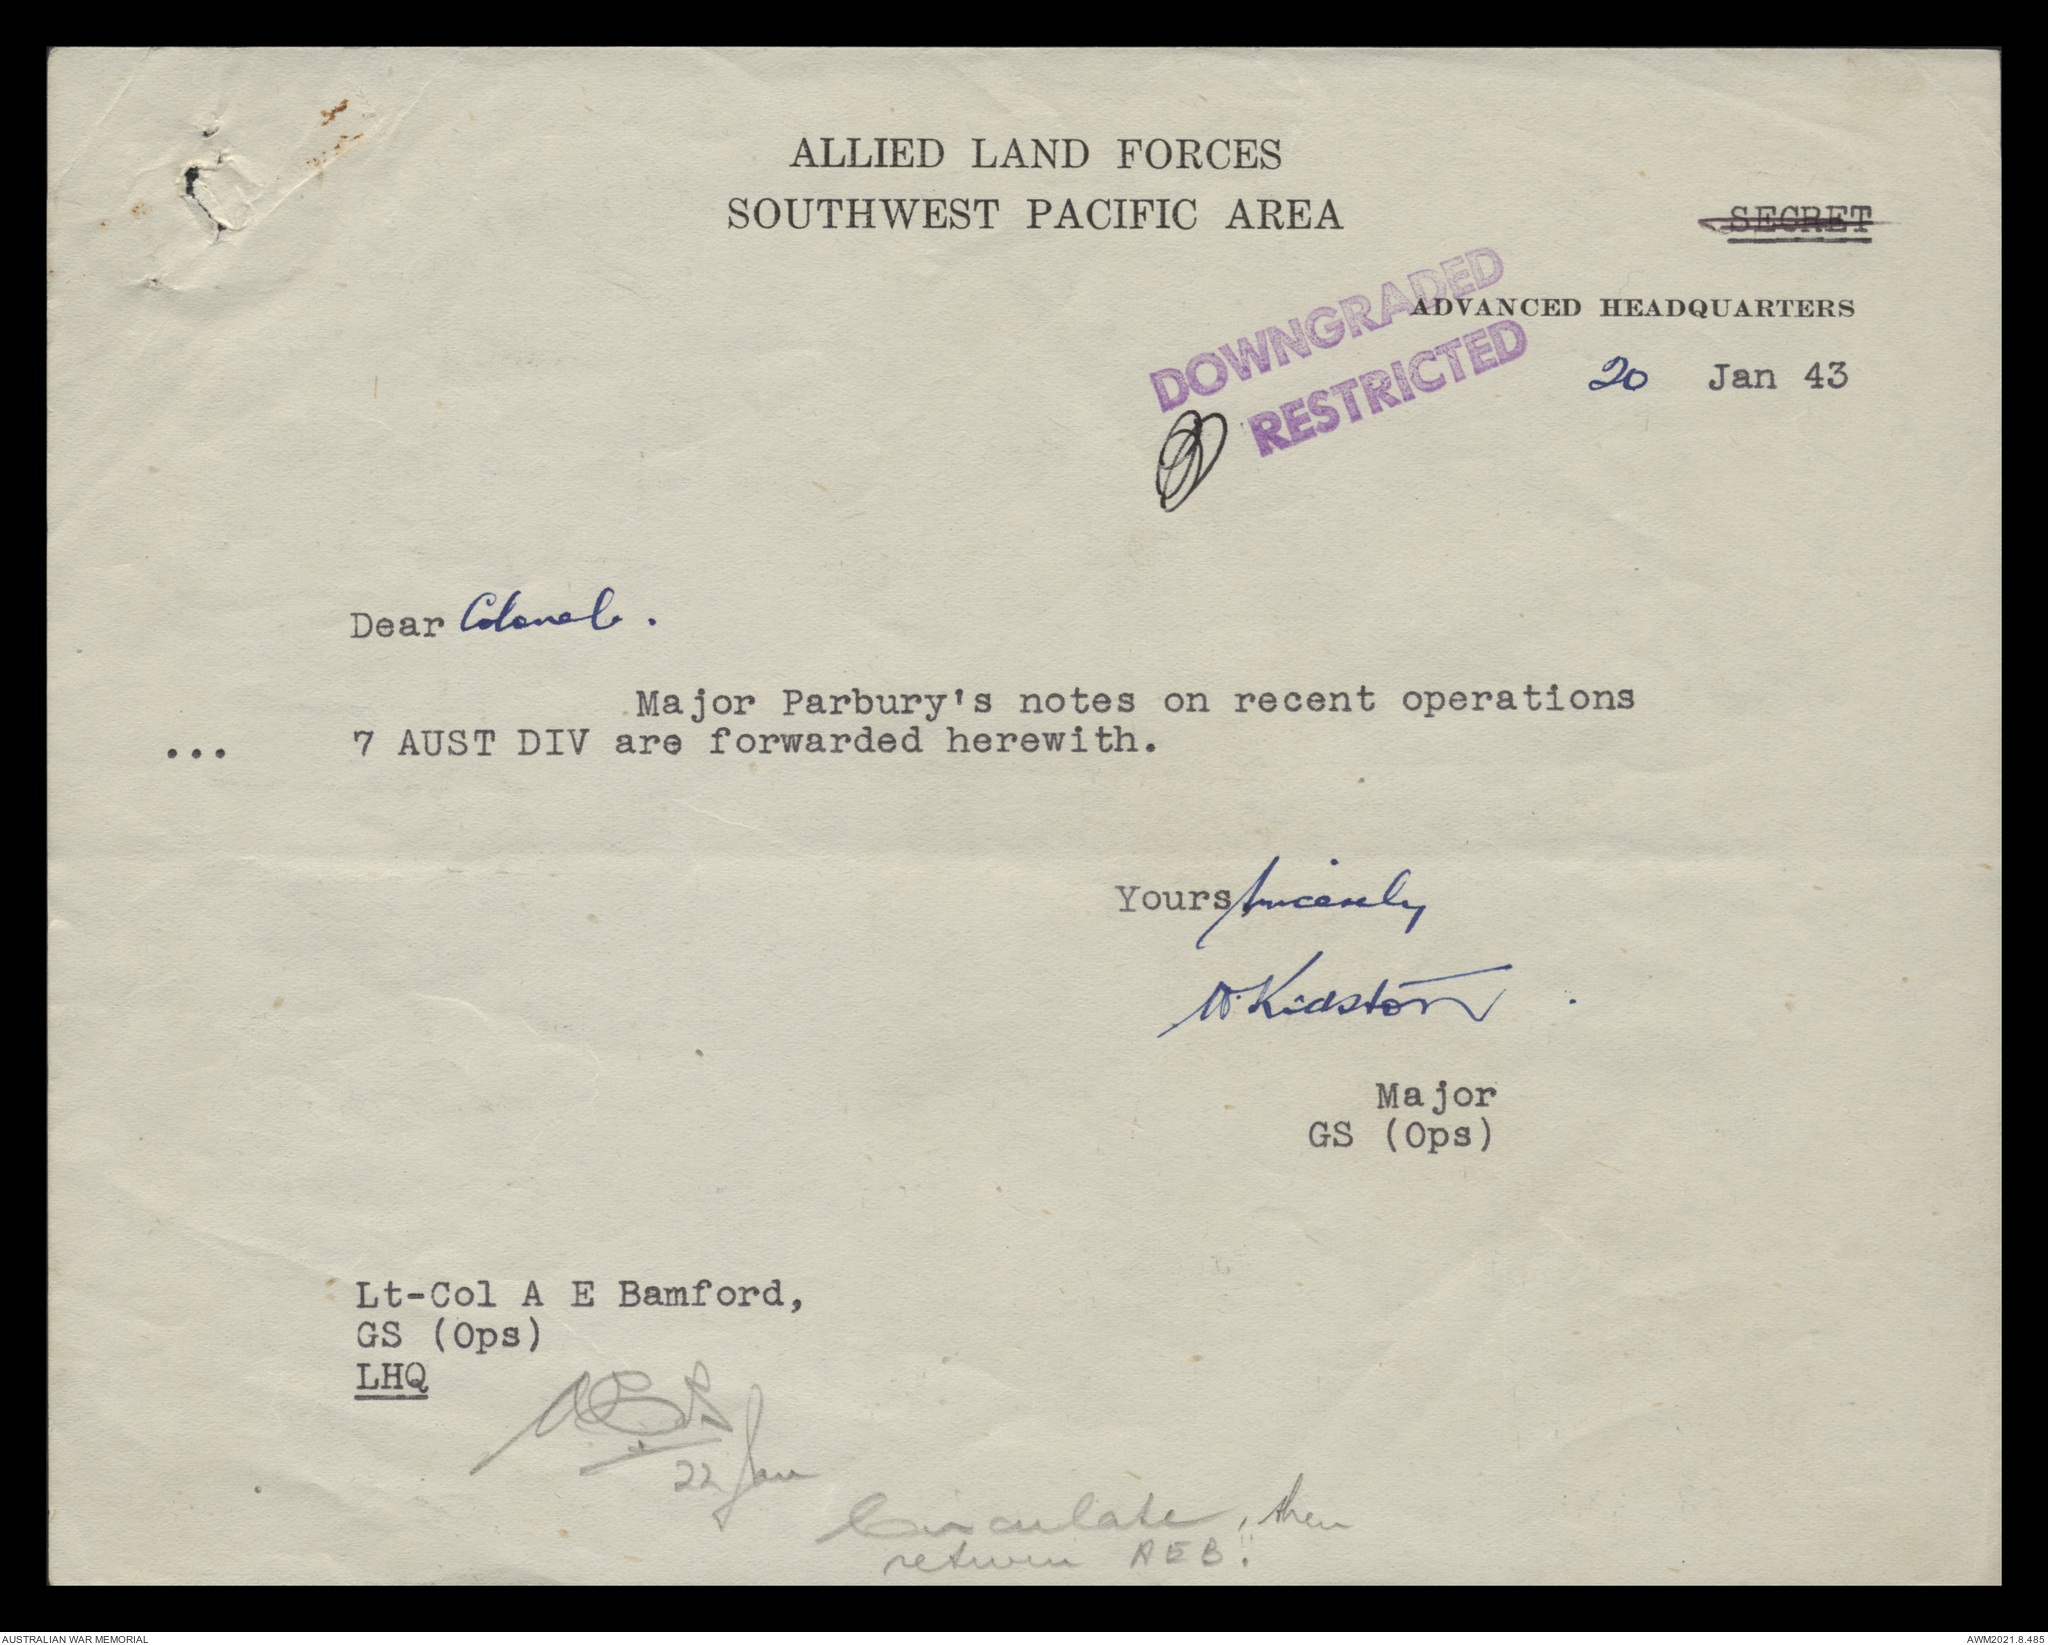 ALLIED LAND FORCES
SOUTHWEST PACIFIC AREA
SECRET
ADVANCED HEADQUARTERS
DOWNGRADED
RESTRICTED
20 Jan 43
Dear Colonel.
Major Parbury's notes on recent operations
... 7 AUST DIV are forwarded herewith.
Yours sincerely
Kidston
Major
GS (Ops)
Lt-Col A E Bamford,
GS (Ops)
LHQ
22 Jan
Circulate, then
return AEB.
AUSTRALIAN WAR MEMORIAL
AWM2021.8.485